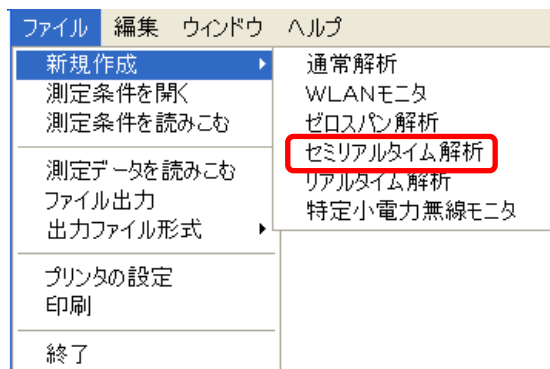 ファイル 編集 ウィンドウ ヘルプ
新規作成
測定条件を開く
測定条件を読みこむ
測定データを読みこむ
ファイル出力
出力ファイル形式
プリンタの設定
印刷
終了
通常解析
WLANモニタ
ゼロスパン解析
セミリアルタイム解析
リアルタイム解析
特定小電力無線モニタ